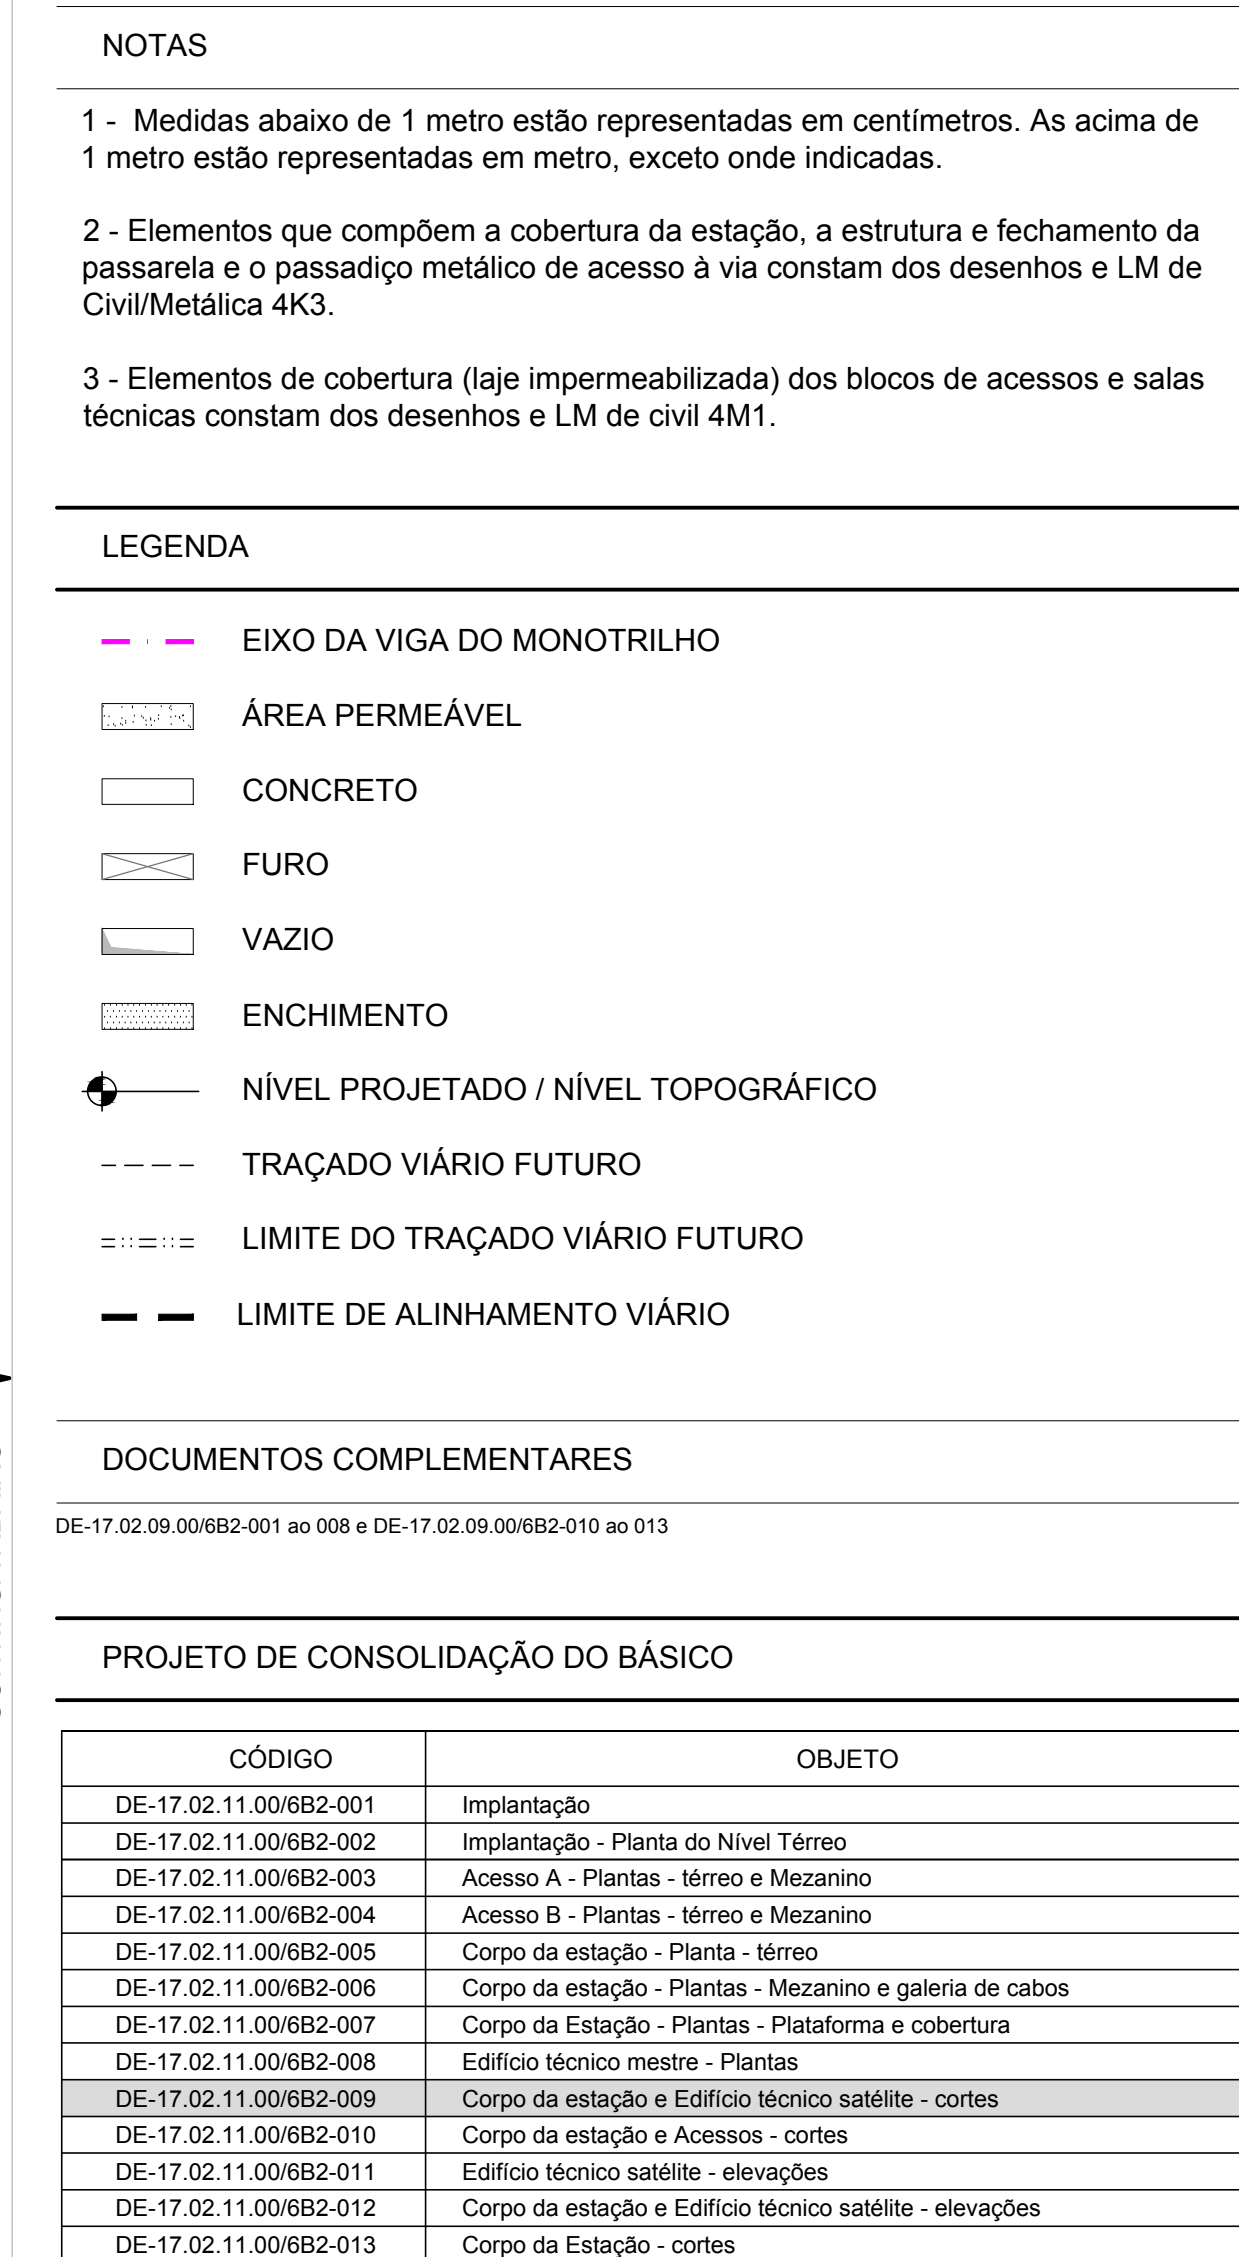 NOTAS
1 - Medidas abaixo de 1 metro estão representadas em centímetros. As acima de
1 metro estão representadas em metro, exceto onde indicadas.
2 - Elementos que compõem a cobertura da estação, a estrutura e fechamento da
passarela e o passadiço metálico de acesso à via constam dos desenhos e LM de
Civil/Metálica 4K3.
3 - Elementos de cobertura (laje impermeabilizada) dos blocos de acessos e salas
técnicas constam dos desenhos e LM de civil 4M1.
LEGENDA
EIXO DA VIGA DO MONOTRILHO
ÁREA PERMEÁVEL
CONCRETO
FURO
VAZIO
ENCHIMENTO
NÍVEL PROJETADO / NÍVEL TOPOGRÁFICO
TRAÇADO VIÁRIO FUTURO
LIMITE DO TRAÇADO VIÁRIO FUTURO
LIMITE DE ALINHAMENTO VIÁRIO
DOCUMENTOS COMPLEMENTARES
DE-17.02.09.00/6B2-001 ao 008 e DE-17.02.09.00/6B2-010 ao 013
PROJETO DE CONSOLIDAÇÃO DO BÁSICO
CÓDIGO OBJETO
DE-17.02.11.00/6B2-001 Implantação
DE-17.02.11.00/6B2-002 Implantação - Planta do Nível Térreo
DE-17.02.11.00/6B2-003 Acesso A - Plantas - térreo e Mezanino
DE-17.02.11.00/6B2-004 Acesso B - Plantas - térreo e Mezanino
DE-17.02.11.00/6B2-005 Corpo da estação - Planta - térreo
DE-17.02.11.00/6B2-006 Corpo da estação - Plantas - Mezanino e galeria de cabos
DE-17.02.11.00/6B2-007 Corpo da Estação - Plantas - Plataforma e cobertura
DE-17.02.11.00/6B2-008 Edifício técnico mestre - Plantas
DE-17.02.11.00/6B2-009 Corpo da estação e Edifício técnico satélite - cortes
DE-17.02.11.00/6B2-010 Corpo da estação e Acessos - cortes
DE-17.02.11.00/6B2-011 Edifício técnico satélite - elevações
DE-17.02.11.00/6B2-012 Corpo da estação e Edifício técnico satélite - elevações
DE-17.02.11.00/6B2-013 Corpo da Estação - cortes